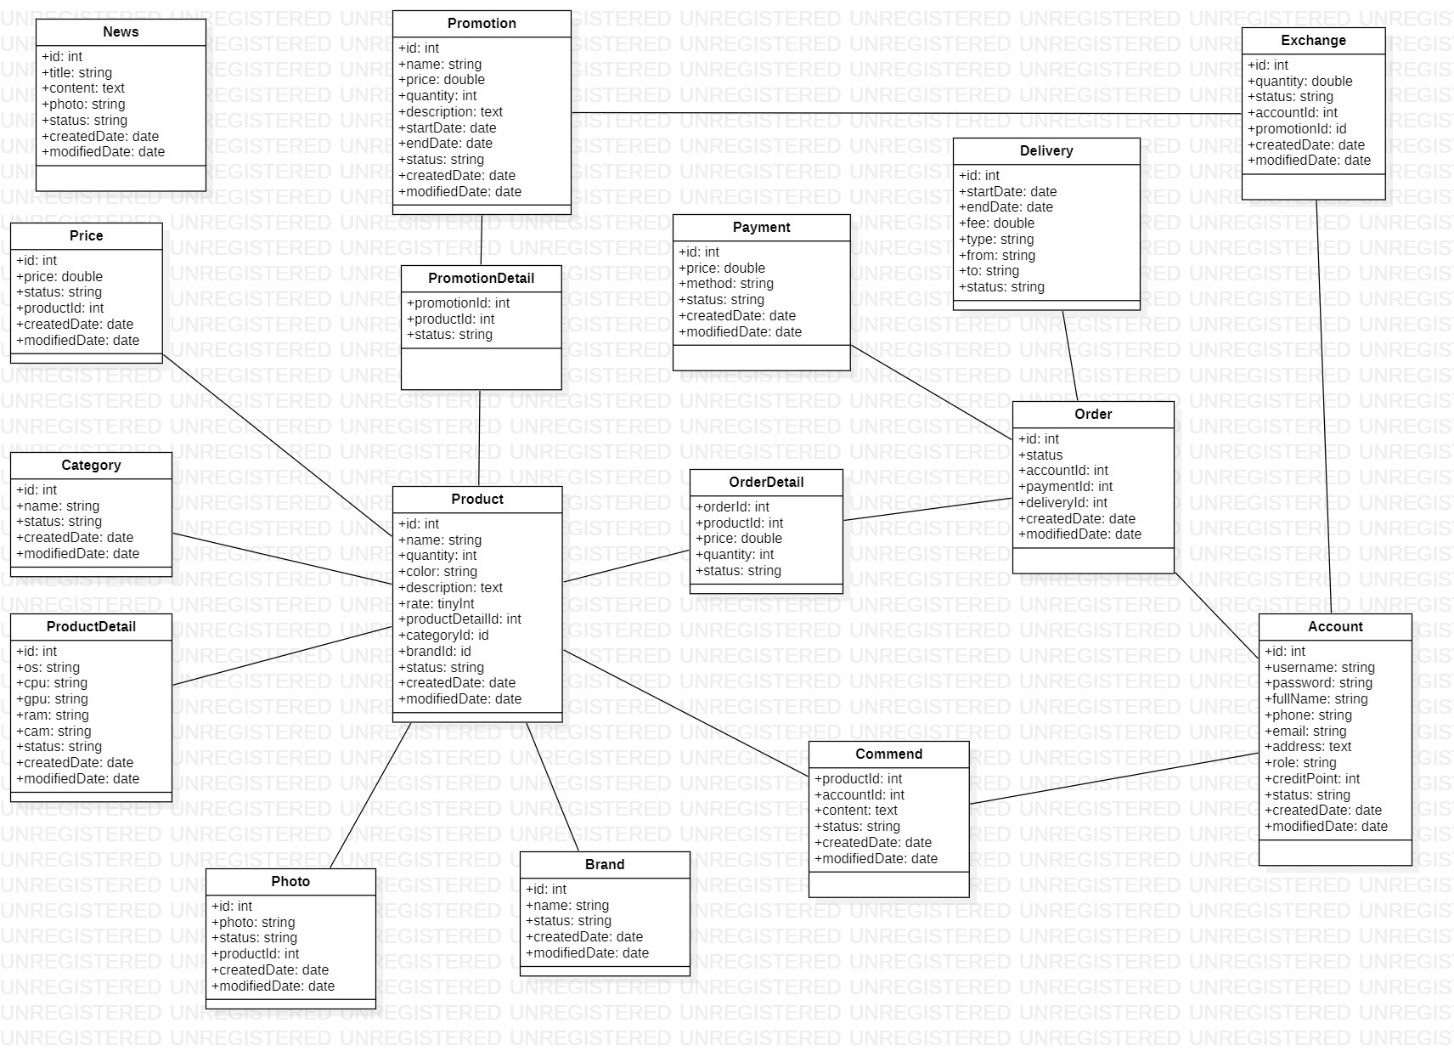 News
+id: int
+title: string
+content: text
+photo: string
+status: string
+createdDate: date
+modifiedDate: date
Promotion
+id: int
+name: string
+price: double
+quantity: int
+description: text
+startDate: date
+endDate: date
+status: string
+createdDate: date
+modifiedDate: date
Exchange
+id: int
+quantity: double
+status: string
+accountId: int
+promotionId: id
+createdDate: date
+modifiedDate: date
Delivery
+id: int
+startDate: date
+endDate: date
+fee: double
+type: string
+from: string
+to: string
+status: string
Price
+id: int
+price: double
+status: string
+productId: int
+createdDate: date
+modifiedDate: date
PromotionDetail
+promotionId: int
+productId: int
+status: string
Payment
+id: int
+price: double
+method: string
+status: string
+createdDate: date
+modifiedDate: date
Order
+id: int
+status
+accountId: int
+paymentId: int
+deliveryId: int
+createdDate: date
+modifiedDate: date
Category
+id: int
+name: string
+status: string
+createdDate: date
+modifiedDate: date
Product
+id: int
+name: string
+quantity: int
+color: string
+description: text
+rate: tinyInt
+productDetailId: int
+categoryId: id
+brandId: id
+status: string
+createdDate: date
+modifiedDate: date
OrderDetail
+orderId: int
+productId: int
+price: double
+quantity: int
+status: string
ProductDetail
+id: int
+os: string
+cpu: string
+gpu: string
+ram: string
+cam: string
+status: string
+createdDate: date
+modifiedDate: date
Account
+id: int
+username: string
+password: string
+fullName: string
+phone: string
+email: string
+address: text
+role: string
+creditPoint: int
+status: string
+createdDate: date
+modifiedDate: date
Commend
+productId: int
+accountId: int
+content: text
+status: string
+createdDate: date
+modifiedDate: date
Photo
+id: int
+photo: string
+status: string
+productId: int
+createdDate: date
+modifiedDate: date
Brand
+id: int
+name: string
+status: string
+createdDate: date
+modifiedDate: date
UNREGISTERED